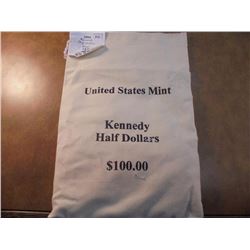 United States Mint
Kennedy
Half Dollars
$100.00